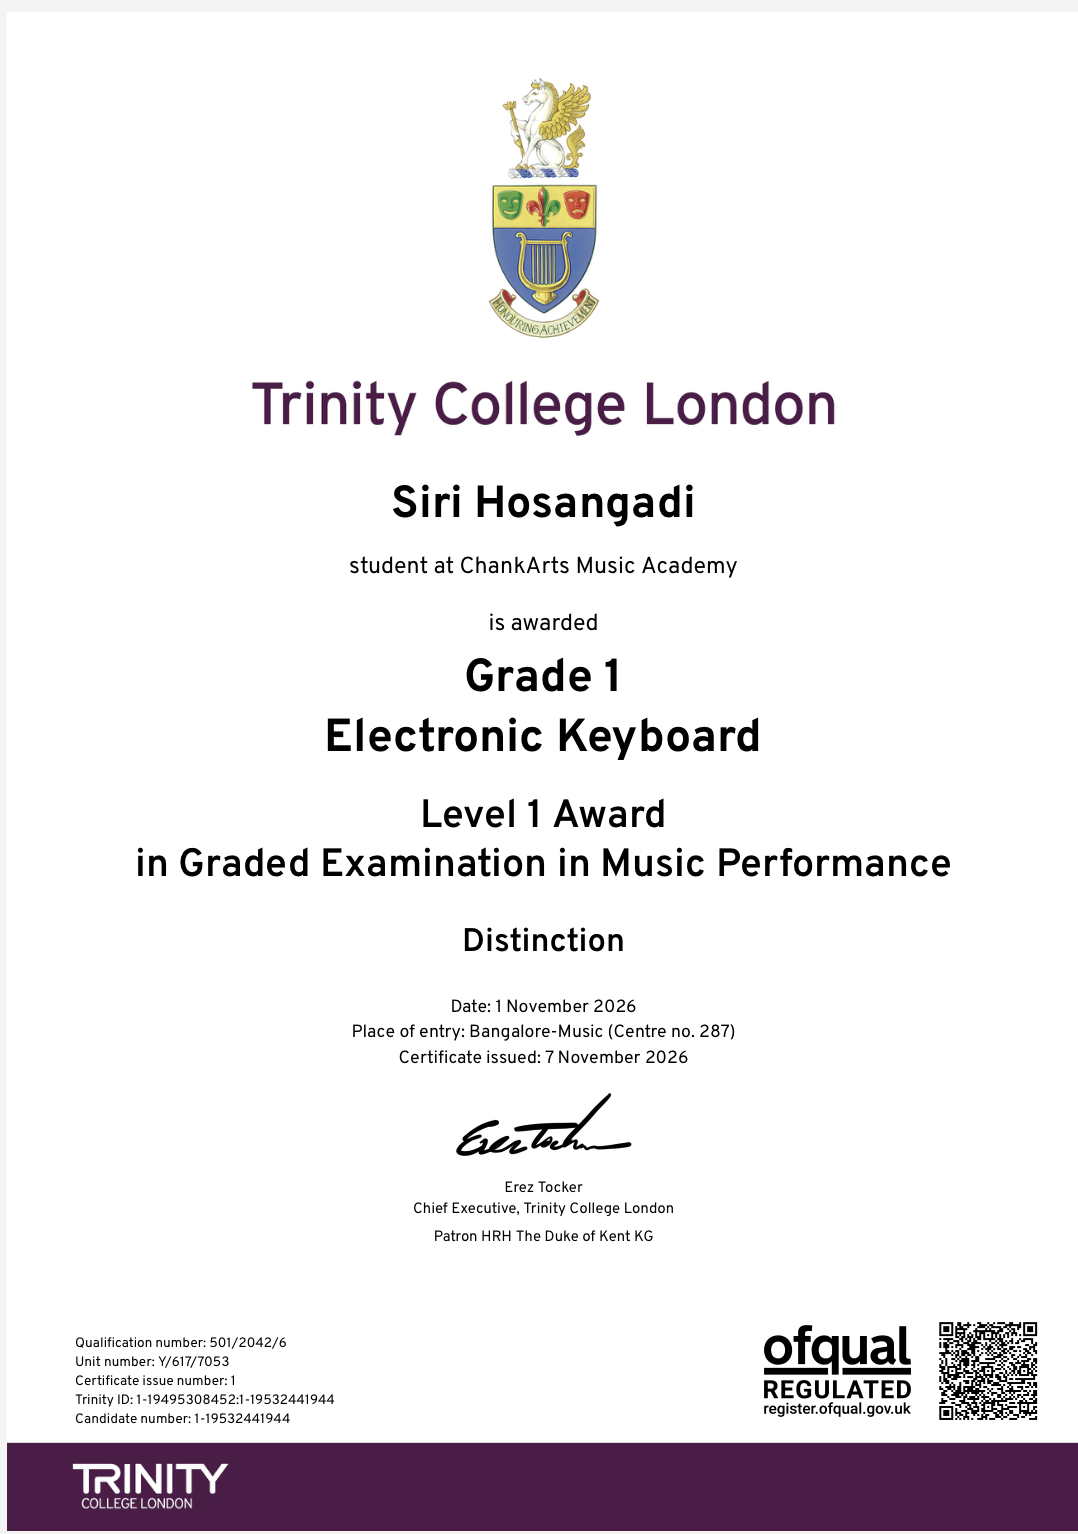 HONOURING ACHIEVEMENT
Trinity College London
Siri Hosangadi
student at ChankArts Music Academy
is awarded
Grade 1
Electronic Keyboard
Level 1 Award
in Graded Examination in Music Performance
Distinction
Date: 1 November 2026
Place of entry: Bangalore-Music (Centre no. 287)
Certificate issued: 7 November 2026
Erez Tocker
Erez Tocker
Chief Executive, Trinity College London
Patron HRH The Duke of Kent KG
Qualification number: 501/2042/6
Unit number: Y/617/7053
Certificate issue number: 1
Trinity ID: 1-19495308452:1-19532441944
Candidate number: 1-19532441944
ofqual
REGULATED
register.ofqual.gov.uk
TRINITY
COLLEGE LONDON